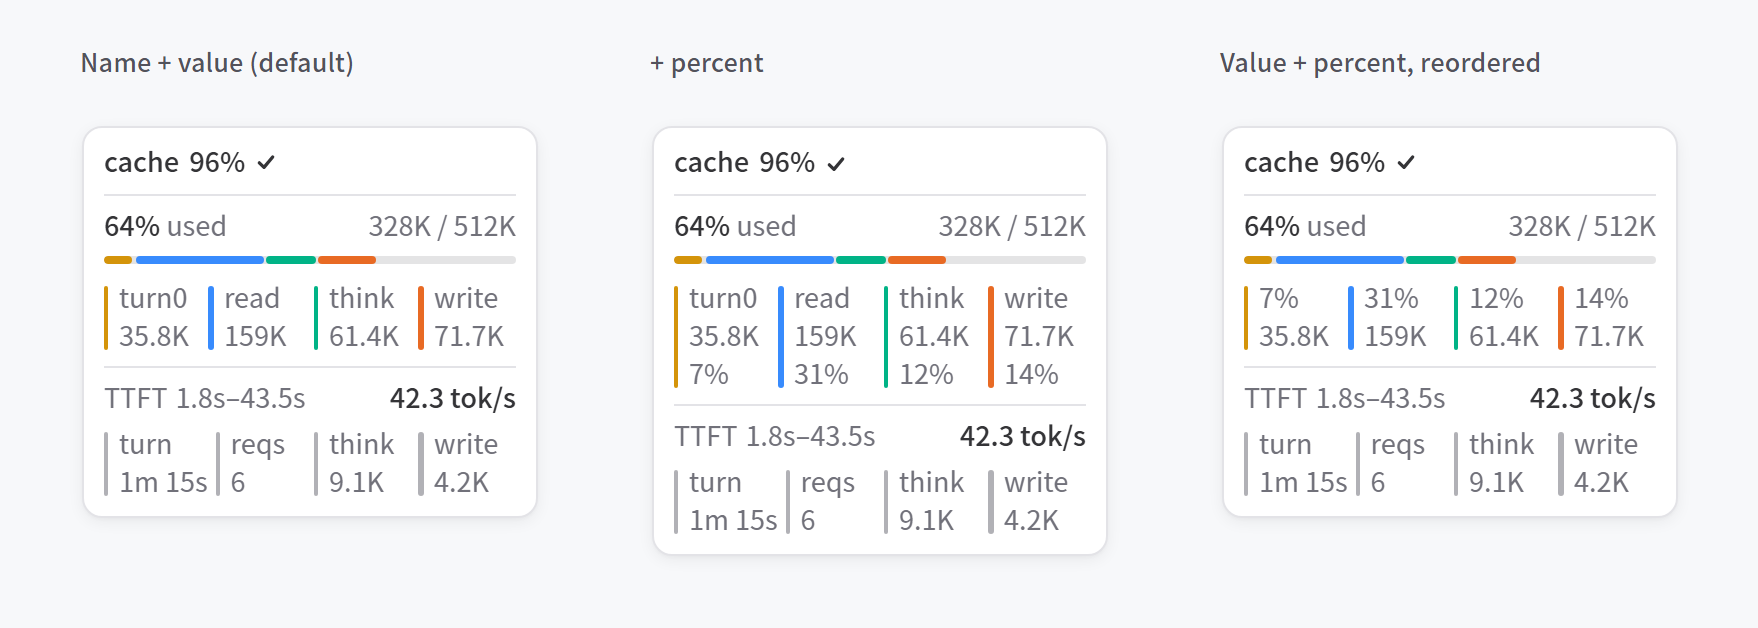 Name + value (default)
cache 96% ✓
64% used 328K / 512K
turn0 read think write
35.8K 159K 61.4K 71.7K
TTFT 1.8s–43.5s 42.3 tok/s
turn reqs think write
1m 15s 6 9.1K 4.2K
+ percent
cache 96% ✓
64% used 328K / 512K
turn0 read think write
35.8K 159K 61.4K 71.7K
7% 31% 12% 14%
TTFT 1.8s–43.5s 42.3 tok/s
turn reqs think write
1m 15s 6 9.1K 4.2K
Value + percent, reordered
cache 96% ✓
64% used 328K / 512K
7% 31% 12% 14%
35.8K 159K 61.4K 71.7K
TTFT 1.8s–43.5s 42.3 tok/s
turn reqs think write
1m 15s 6 9.1K 4.2K